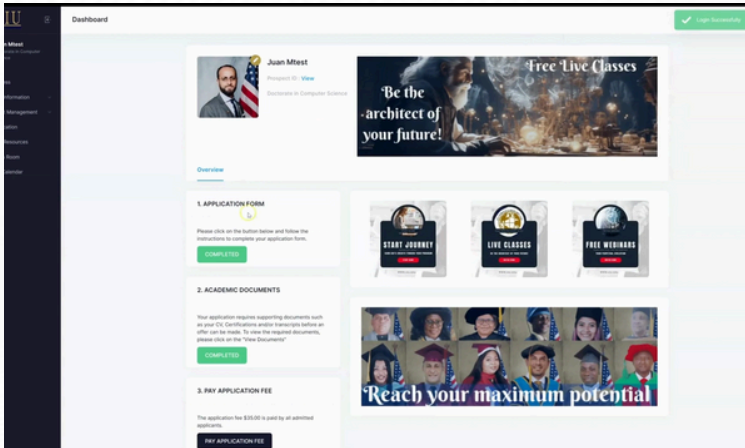 IU
Dashboard
Login Successfully
n Mtest
Information
Management
Resources
Room
Calendar
Juan Mtest
Prospect ID : View
Doctorate in Computer Science
Free Live Classes
Be the
architect of
your future!
Overview
1. APPLICATION FORM
Please click on the button below and follow the
instructions to complete your application form.
COMPLETED
START JOURNEY
LIVE CLASSES
FREE WEBINARS
2. ACADEMIC DOCUMENTS
Your application requires supporting documents such
as your CV, Certifications and/or transcripts before an
offer can be made. To view the required documents,
please click on the "View Documents"
COMPLETED
Reach your maximum potential
3. PAY APPLICATION FEE
The application fee $35.00 is paid by all admitted
applicants.
PAY APPLICATION FEE